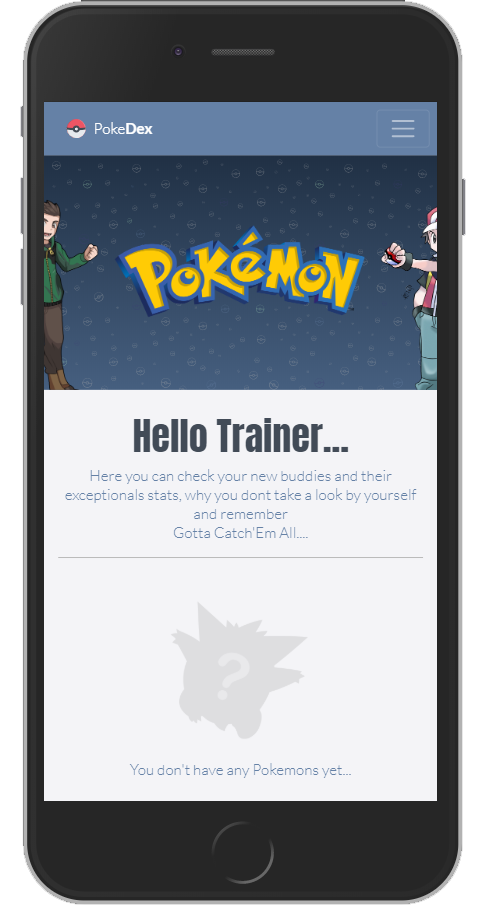 PokeDex
POKéMON
Hello Trainer...
Here you can check your new buddies and their
exceptionals stats, why you dont take a look by yourself
and remember
Gotta Catch'Em All....
?
You don't have any Pokemons yet...